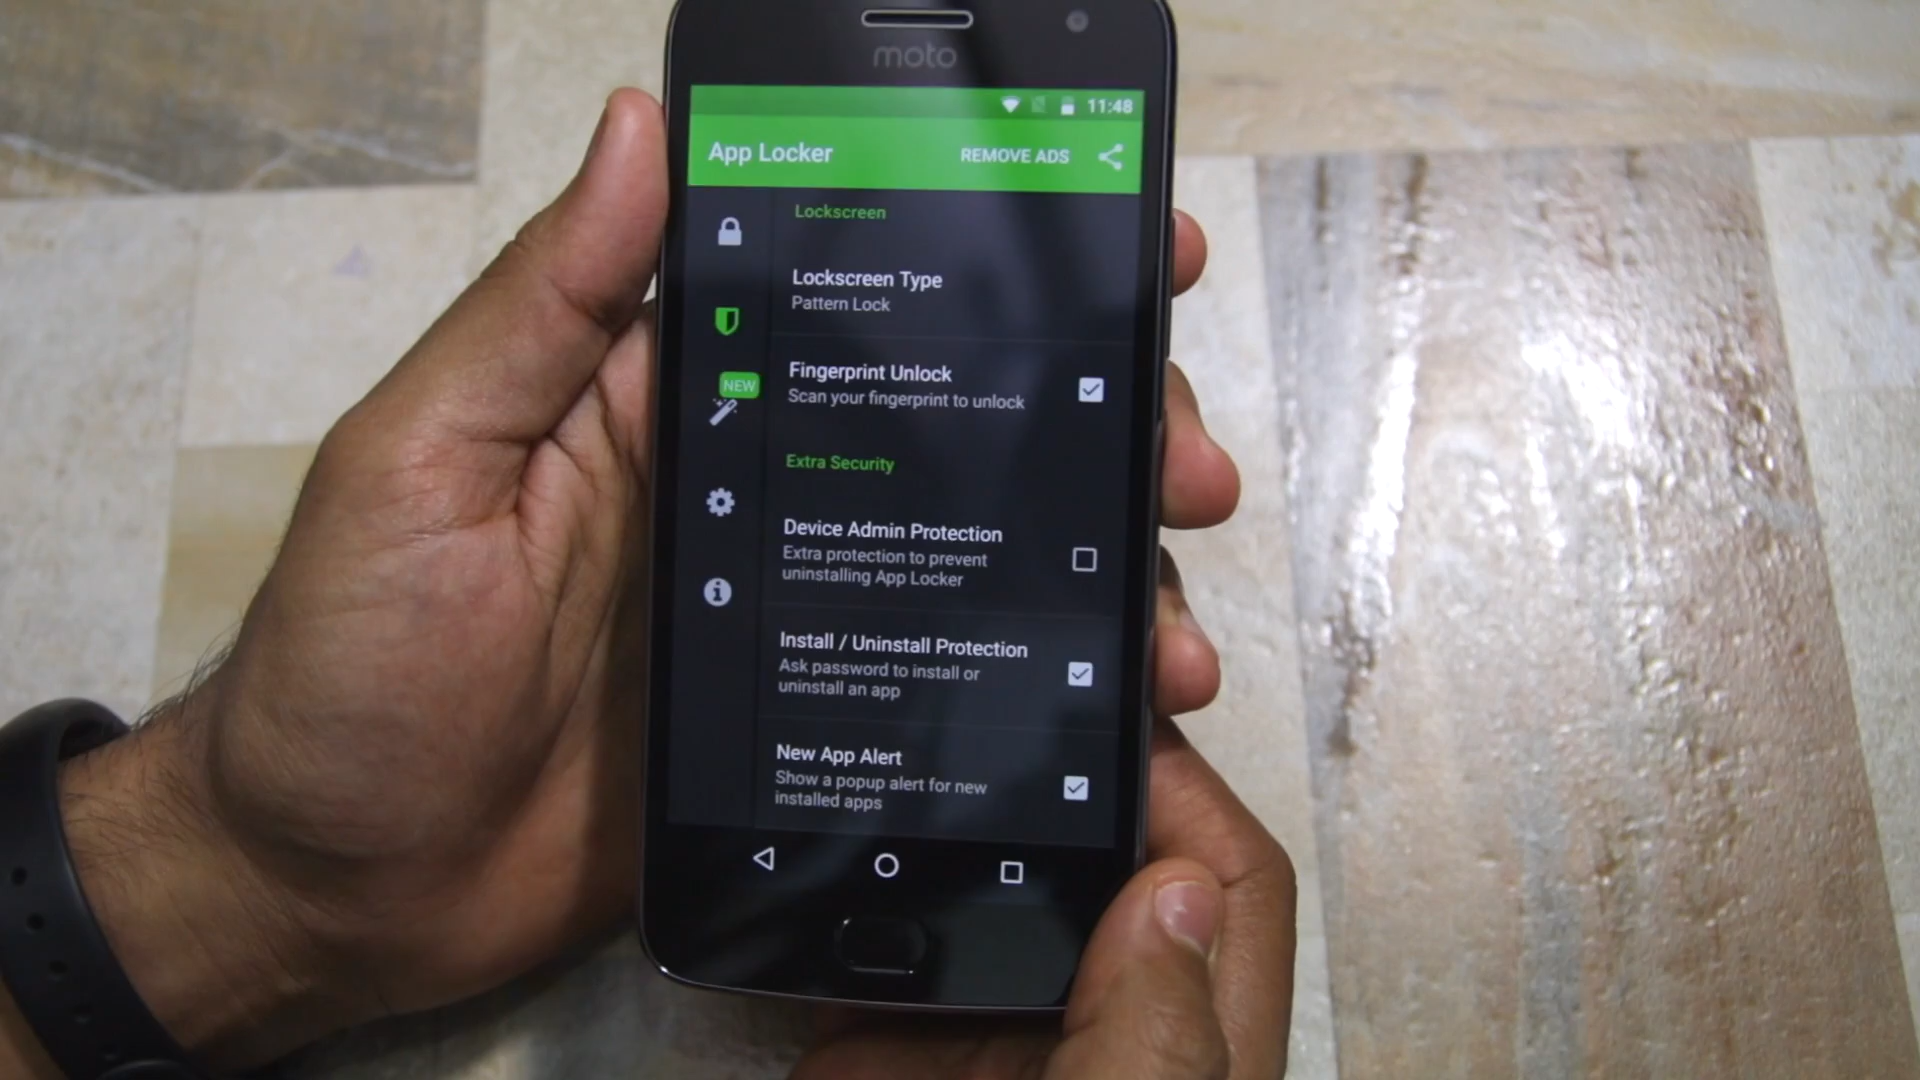 moto
11:48
App Locker
REMOVE ADS
Lockscreen
Lockscreen Type
Pattern Lock
NEW
Fingerprint Unlock
Scan your fingerprint to unlock
Extra Security
Device Admin Protection
Extra protection to prevent
uninstalling App Locker
Install / Uninstall Protection
Ask password to install or
uninstall an app
New App Alert
Show a popup alert for new
installed apps